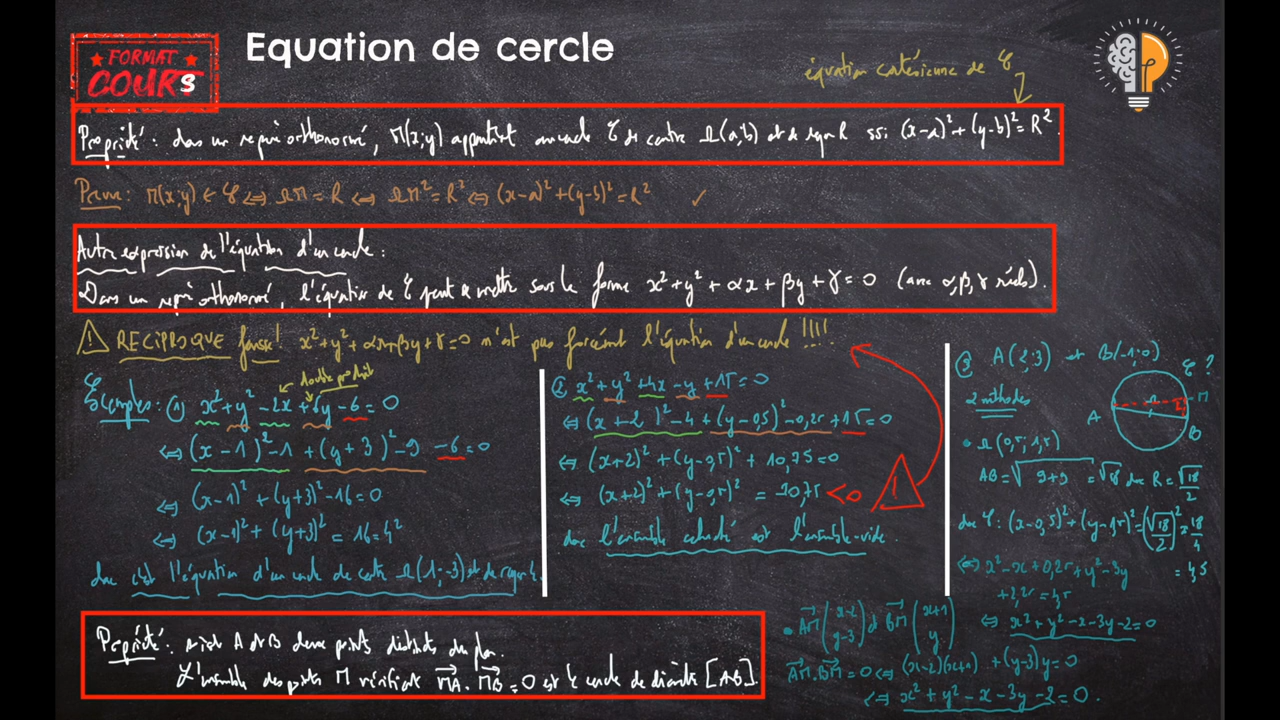 FORMAT
COURS
Equation de cercle
équation cartésienne de 𝒞
Propriété : dans un repère orthonormé, M(x;y) appartient au cercle 𝒞 de centre Ω(a;b) et de rayon R ssi (x-a)²+(y-b)²=R².
Preuve : M(x;y) ∈ 𝒞 ⇔ ΩM = R ⇔ ΩM² = R² ⇔ (x-a)²+(y-b)²=R² ✓
Autre expression de l'équation d'un cercle :
Dans un repère orthonormé, l'équation de 𝒞 peut se mettre sous la forme x²+y²+αx+βy+γ=0 (avec α,β,γ réels).
! RECIPROQUE fausse! x²+y²+αx+βy+γ=0 n'est pas forcément l'équation d'un cercle !!!!
double produit
Exemples : ① x²+y²-2x+6y-6=0
⇔ (x-1)²-1+(y+3)²-9-6=0
⇔ (x-1)²+(y+3)²-16=0
⇔ (x-1)²+(y+3)²=16=4²
donc c'est l'équation d'un cercle de centre Ω(1;-3) et de rayon 4.
② x²+y²+4x-y+15=0
⇔ (x+2)²-4+(y-0,5)²-0,25+15=0
⇔ (x+2)²+(y-0,5)²+10,75=0
⇔ (x+2)²+(y-0,5)²=-10,75 <0 !
donc l'ensemble cherché est l'ensemble-vide.
③ A(2;3) et B(-1;0) 𝒞 ?
2 méthodes
A Ω M B
• Ω(0,5;1,5)
AB=√9+9=√18 donc R=√18/2
donc 𝒞 : (x-0,5)²+(y-1,5)²=(√18/2)²=18/4
=4,5
⇔ x²-x+0,25+y²-3y
+2,25=4,5
⇔ x²+y²-x-3y-2=0
• AM(x-2 y-3) et BM(x+1 y)
AM.BM=0 ⇔ (x-2)(x+1)+(y-3)y=0
⇔ x²+y²-x-3y-2=0.
Propriété : soient A et B deux points distincts du plan.
L'ensemble des points M vérifiant MA.MB=0 est le cercle de diamètre [AB].